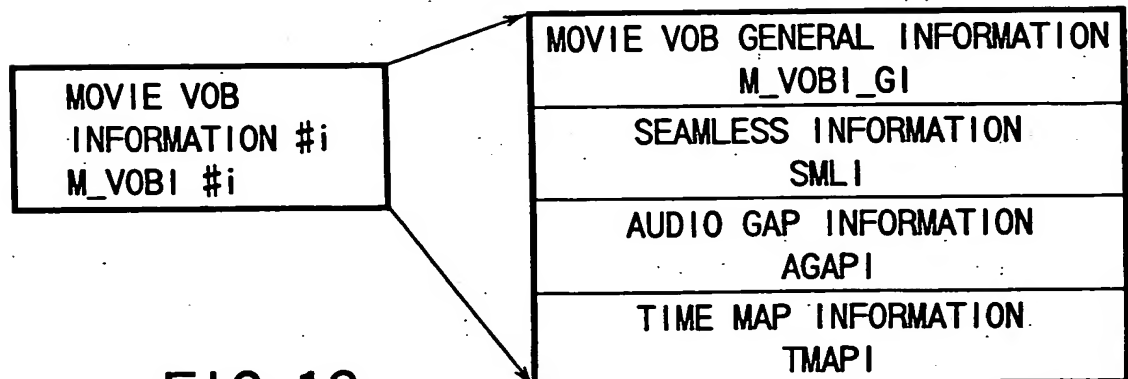 MOVIE VOB
INFORMATION #i
M_VOBI #i
MOVIE VOB GENERAL INFORMATION
M_VOBI_GI
SEAMLESS INFORMATION
SMLI
AUDIO GAP INFORMATION
AGAPI
TIME MAP INFORMATION
TMAPI